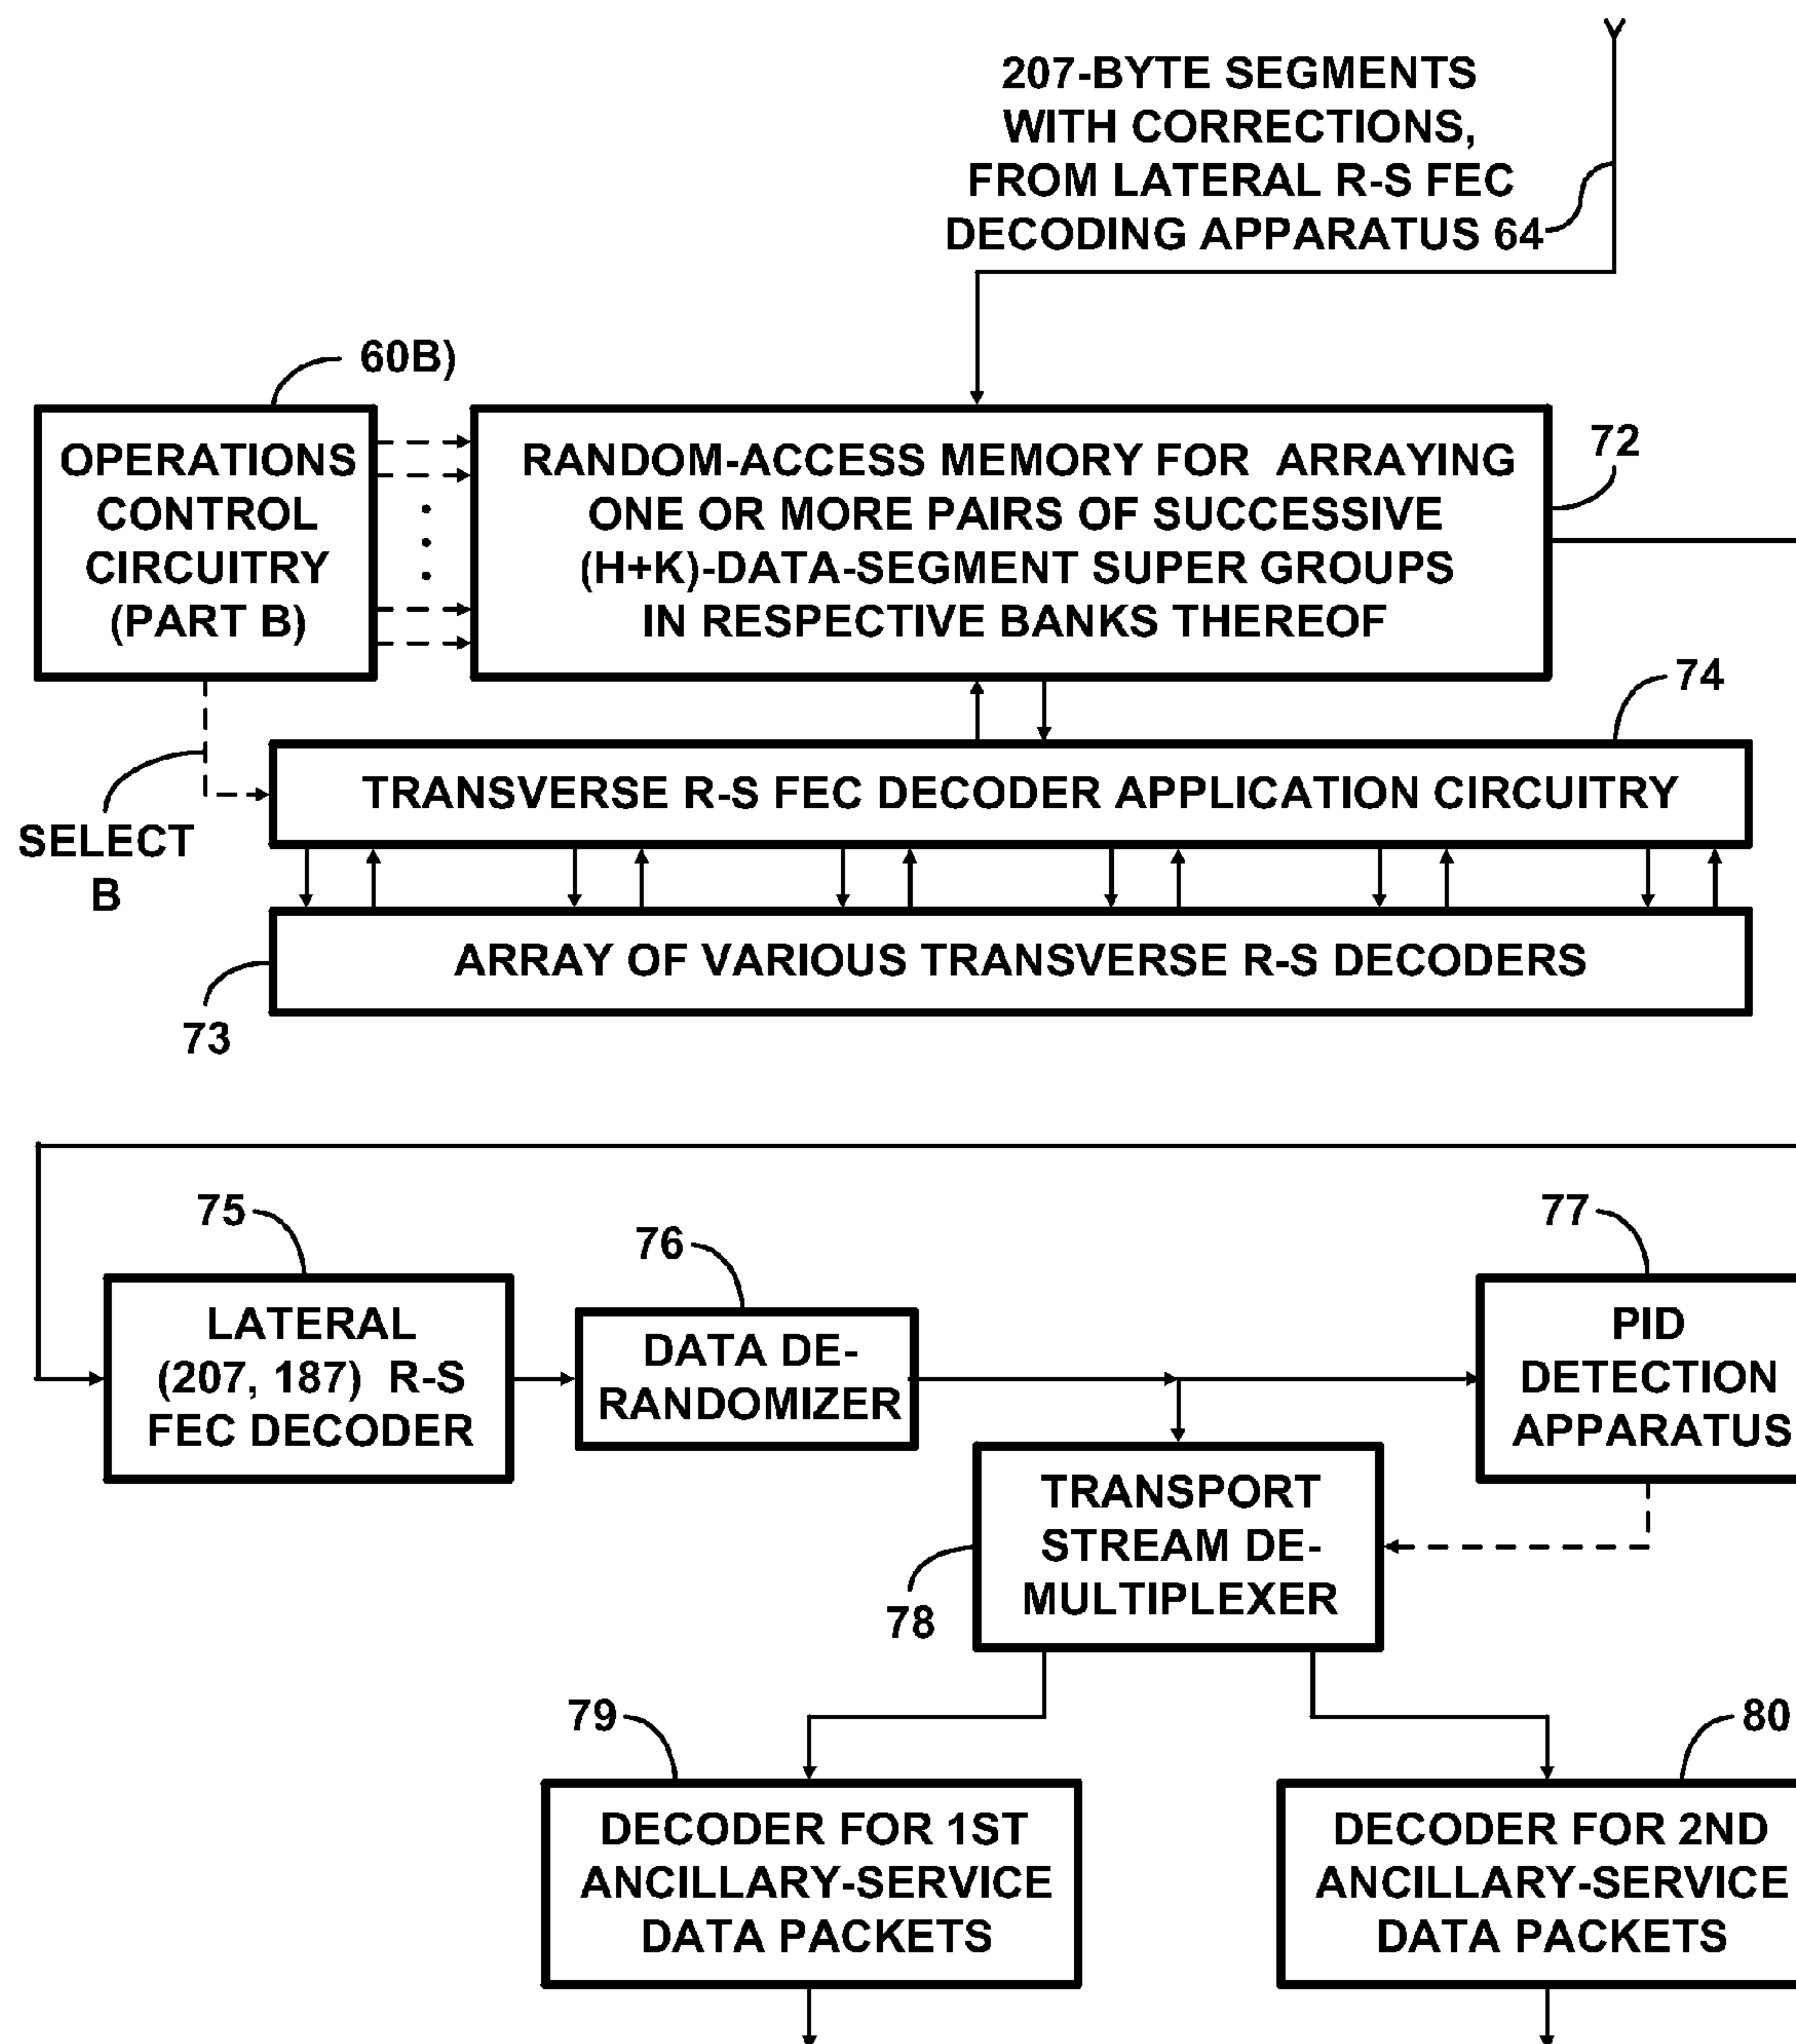 207-BYTE SEGMENTS
WITH CORRECTIONS,
FROM LATERAL R-S FEC
DECODING APPARATUS 64
60B)
OPERATIONS
CONTROL
CIRCUITRY
(PART B)
RANDOM-ACCESS MEMORY FOR ARRAYING
ONE OR MORE PAIRS OF SUCCESSIVE
(H+K)-DATA-SEGMENT SUPER GROUPS
IN RESPECTIVE BANKS THEREOF
72
74
SELECT
B
TRANSVERSE R-S FEC DECODER APPLICATION CIRCUITRY
ARRAY OF VARIOUS TRANSVERSE R-S DECODERS
73
75
LATERAL
(207, 187) R-S
FEC DECODER
76
DATA DE-
RANDOMIZER
77
PID
DETECTION
APPARATUS
TRANSPORT
STREAM DE-
MULTIPLEXER
78
79
DECODER FOR 1ST
ANCILLARY-SERVICE
DATA PACKETS
80
DECODER FOR 2ND
ANCILLARY-SERVICE
DATA PACKETS